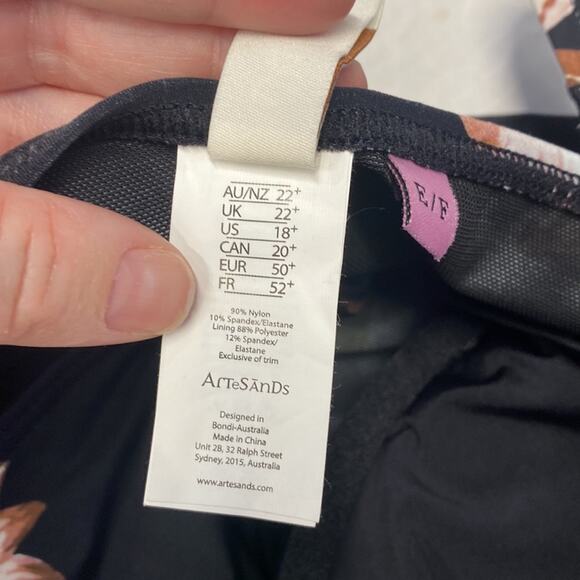 AU/NZ 22+
UK 22+
US 18+
CAN 20+
EUR 50+
FR 52+
90% Nylon
10% Spandex/Elastane
Lining 88% Polyester
12% Spandex/
Elastane
Exclusive of trim
ARTeSĀnDs
Designed in
Bondi-Australia
Made in China
Unit 2B, 32 Ralph Street
Sydney, 2015, Australia
www.artesands.com
E/F